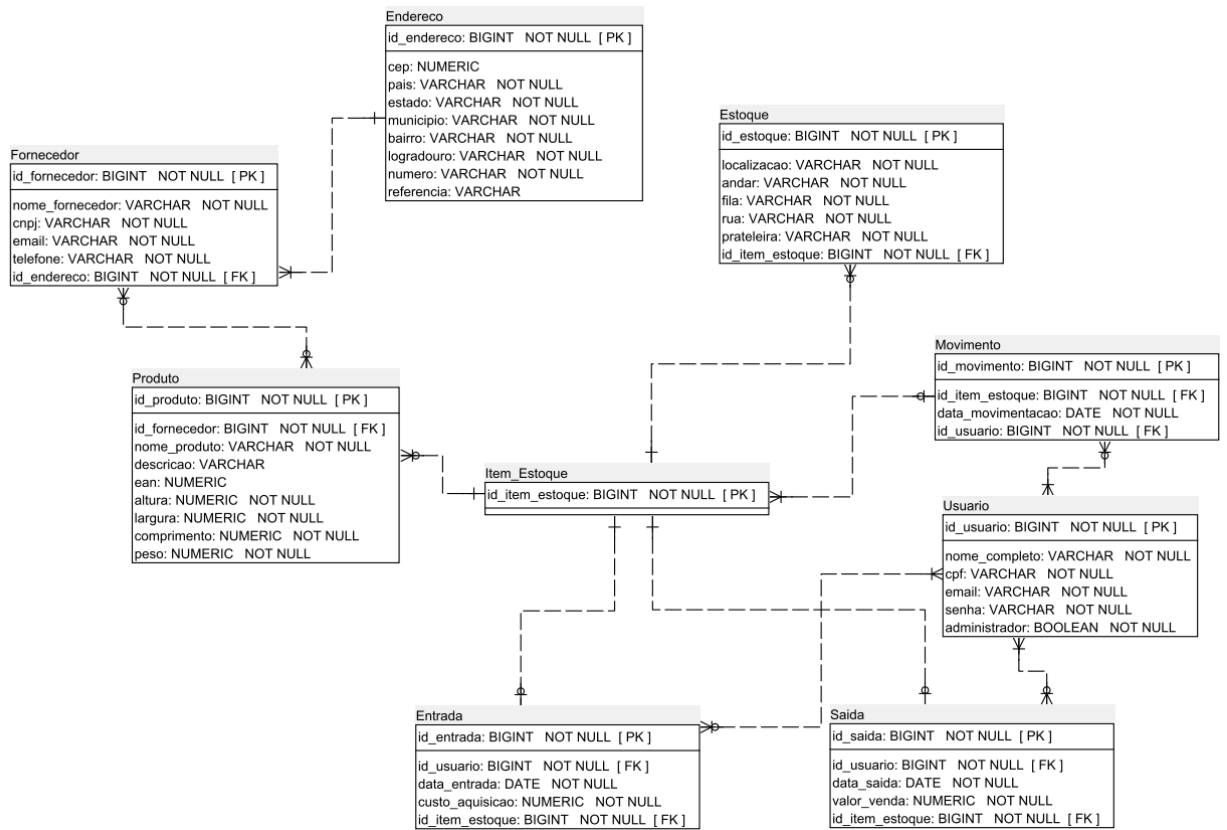 Endereco
id_endereco: BIGINT NOT NULL [ PK ]
cep: NUMERIC
pais: VARCHAR NOT NULL
estado: VARCHAR NOT NULL
municipio: VARCHAR NOT NULL
bairro: VARCHAR NOT NULL
logradouro: VARCHAR NOT NULL
numero: VARCHAR NOT NULL
referencia: VARCHAR
Estoque
id_estoque: BIGINT NOT NULL [ PK ]
localizacao: VARCHAR NOT NULL
andar: VARCHAR NOT NULL
fila: VARCHAR NOT NULL
rua: VARCHAR NOT NULL
prateleira: VARCHAR NOT NULL
id_item_estoque: BIGINT NOT NULL [ FK ]
Fornecedor
id_fornecedor: BIGINT NOT NULL [ PK ]
nome_fornecedor: VARCHAR NOT NULL
cnpj: VARCHAR NOT NULL
email: VARCHAR NOT NULL
telefone: VARCHAR NOT NULL
id_endereco: BIGINT NOT NULL [ FK ]
Movimento
id_movimento: BIGINT NOT NULL [ PK ]
id_item_estoque: BIGINT NOT NULL [ FK ]
data_movimentacao: DATE NOT NULL
id_usuario: BIGINT NOT NULL [ FK ]
Produto
id_produto: BIGINT NOT NULL [ PK ]
id_fornecedor: BIGINT NOT NULL [ FK ]
nome_produto: VARCHAR NOT NULL
descricao: VARCHAR
ean: NUMERIC
altura: NUMERIC NOT NULL
largura: NUMERIC NOT NULL
comprimento: NUMERIC NOT NULL
peso: NUMERIC NOT NULL
Item_Estoque
id_item_estoque: BIGINT NOT NULL [ PK ]
Usuario
id_usuario: BIGINT NOT NULL [ PK ]
nome_completo: VARCHAR NOT NULL
cpf: VARCHAR NOT NULL
email: VARCHAR NOT NULL
senha: VARCHAR NOT NULL
administrador: BOOLEAN NOT NULL
Entrada
id_entrada: BIGINT NOT NULL [ PK ]
id_usuario: BIGINT NOT NULL [ FK ]
data_entrada: DATE NOT NULL
custo_aquisicao: NUMERIC NOT NULL
id_item_estoque: BIGINT NOT NULL [ FK ]
Saida
id_saida: BIGINT NOT NULL [ PK ]
id_usuario: BIGINT NOT NULL [ FK ]
data_saida: DATE NOT NULL
valor_venda: NUMERIC NOT NULL
id_item_estoque: BIGINT NOT NULL [ FK ]